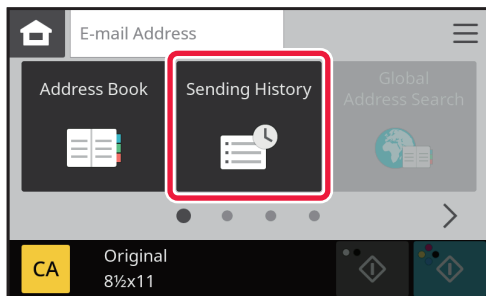 E-mail Address
Address Book
Sending History
Global
Address Search
CA
Original
8½x11